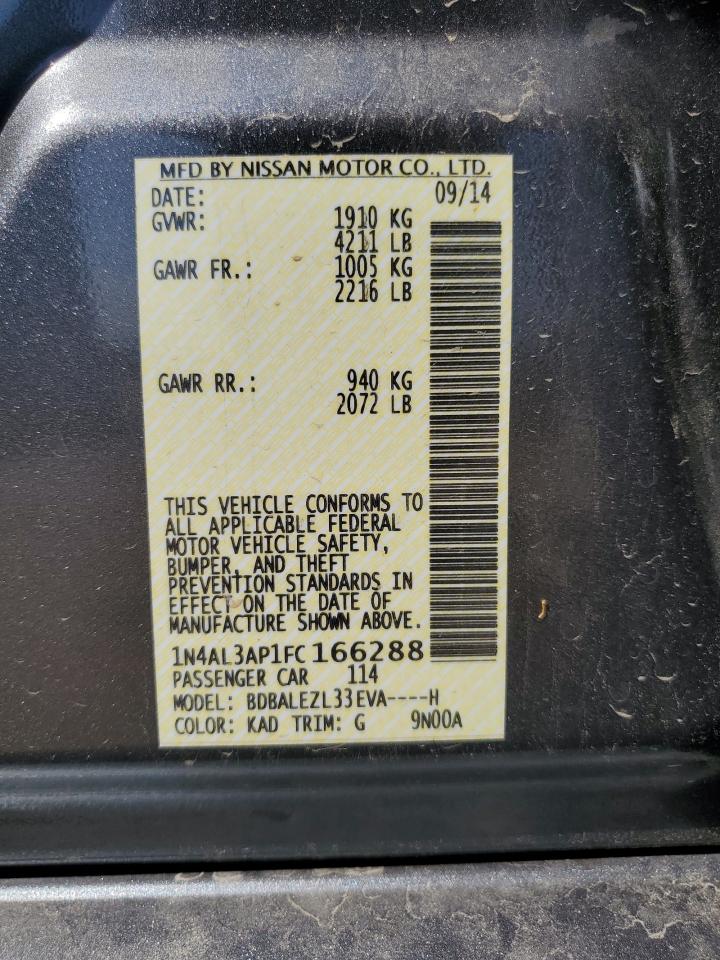 MFD BY NISSAN MOTOR CO., LTD.
DATE: 09/14
GVWR: 1910 KG
4211 LB
GAWR FR.: 1005 KG
2216 LB
GAWR RR.: 940 KG
2072 LB
THIS VEHICLE CONFORMS TO
ALL APPLICABLE FEDERAL
MOTOR VEHICLE SAFETY,
BUMPER, AND THEFT
PREVENTION STANDARDS IN
EFFECT ON THE DATE OF
MANUFACTURE SHOWN ABOVE.
1N4AL3AP1FC166288
PASSENGER CAR 114
MODEL: BDBALEZL33EVA----H
COLOR: KAD TRIM: G 9N00A